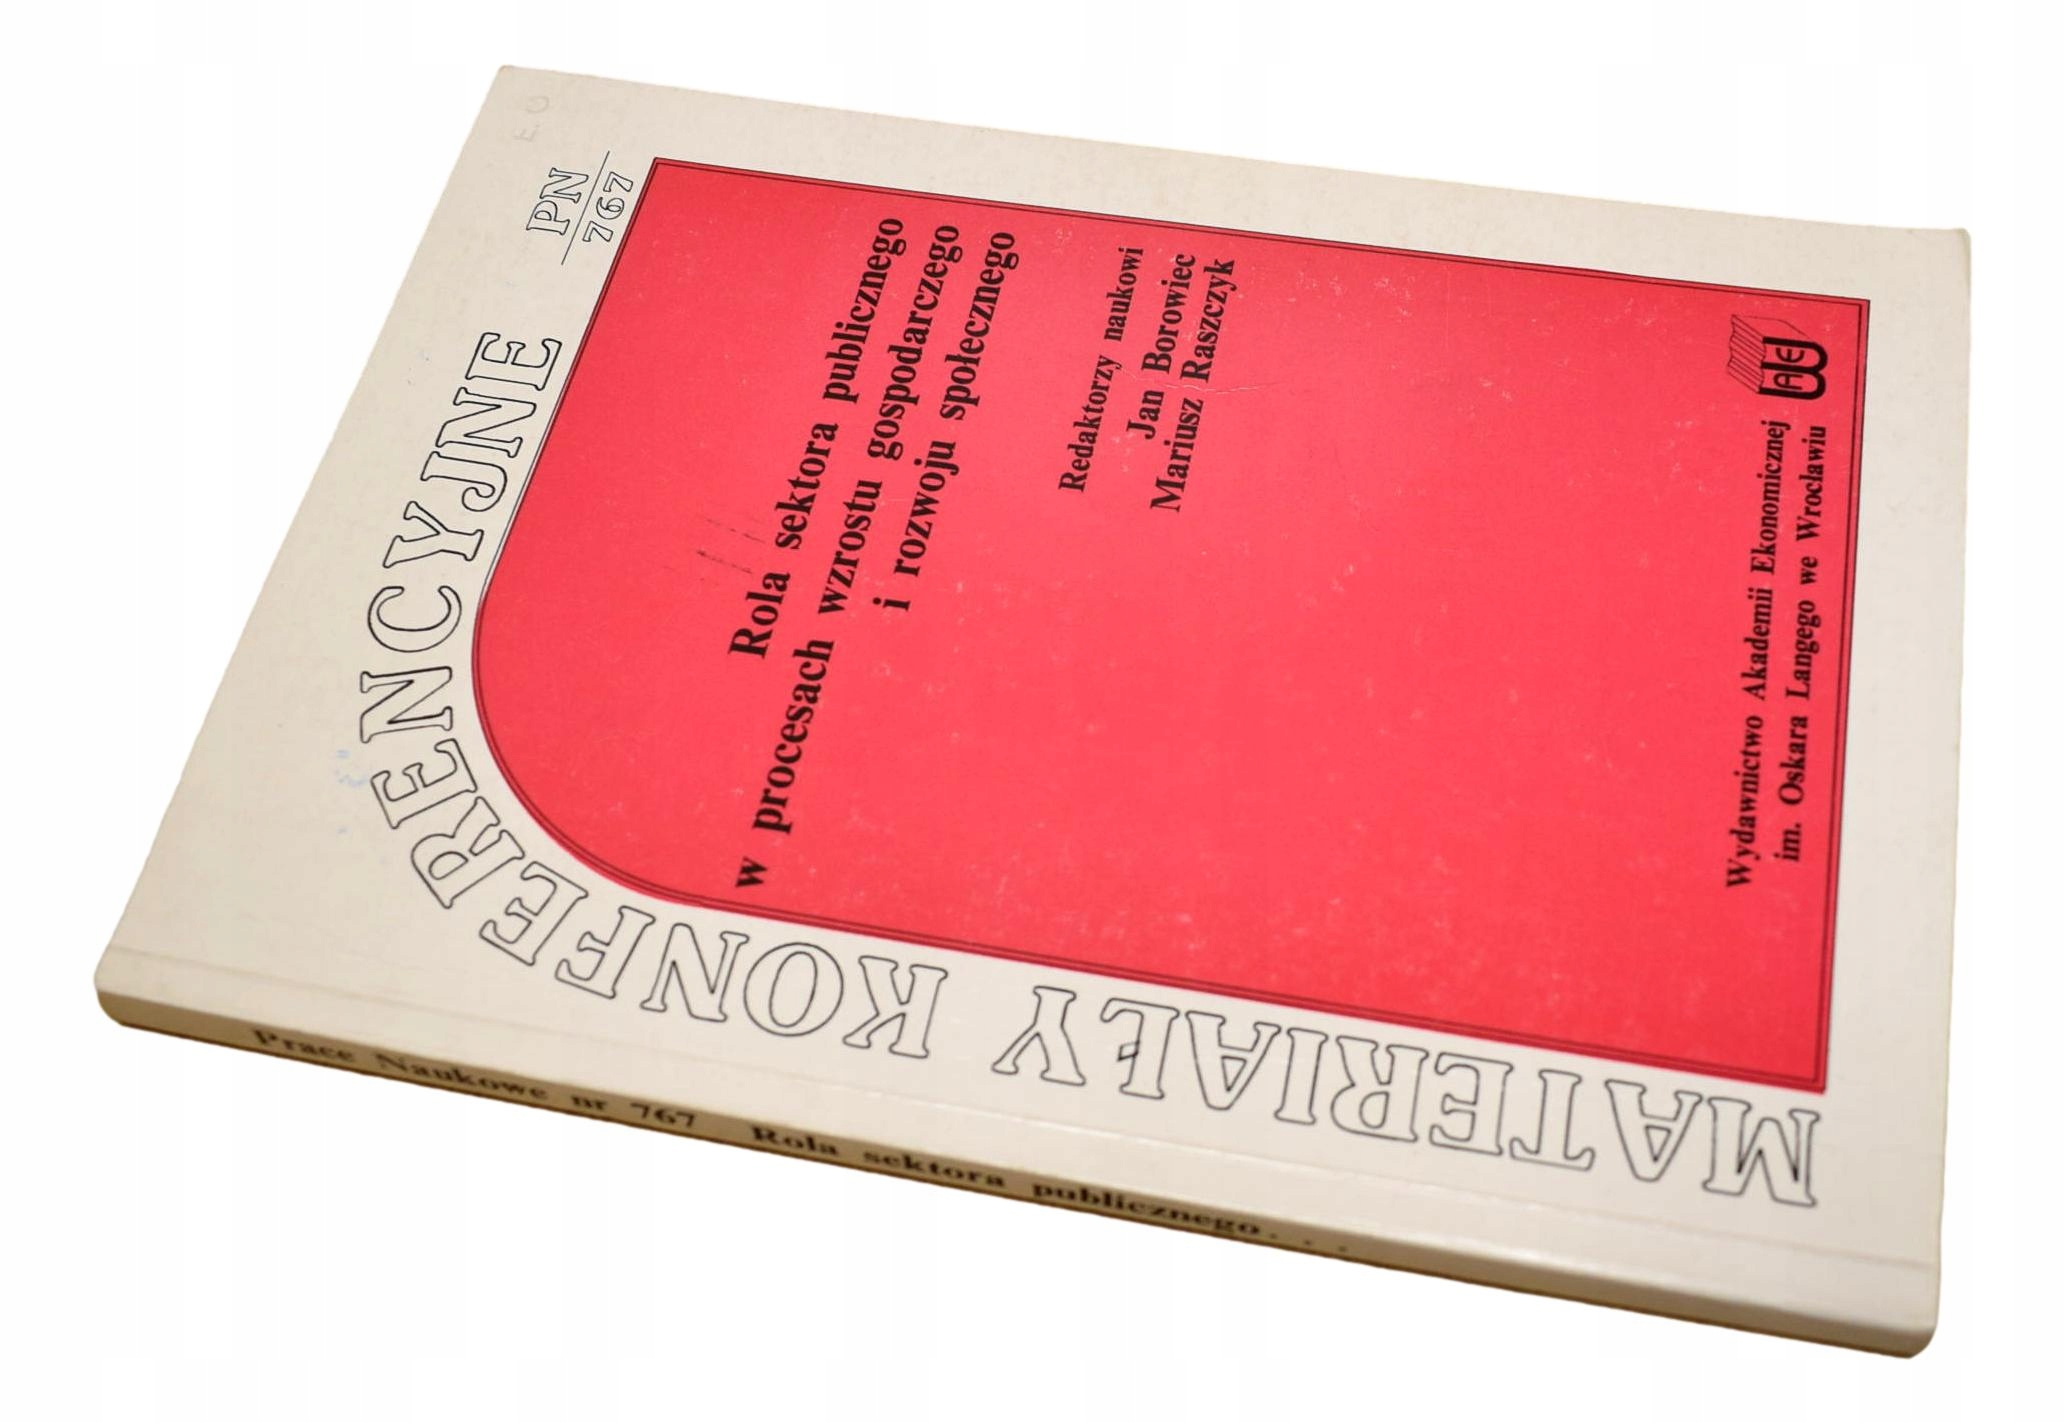 MATERIAŁY KONFERENCYJNE
PN
767
Rola sektora publicznego
w procesach wzrostu gospodarczego
i rozwoju społecznego
Redaktorzy naukowi
Jan Borowiec
Mariusz Raszczyk
Wydawnictwo Akademii Ekonomicznej
im. Oskara Langego we Wrocławiu
AE
Prace Naukowe nr 767 Rola sektora publicznego...